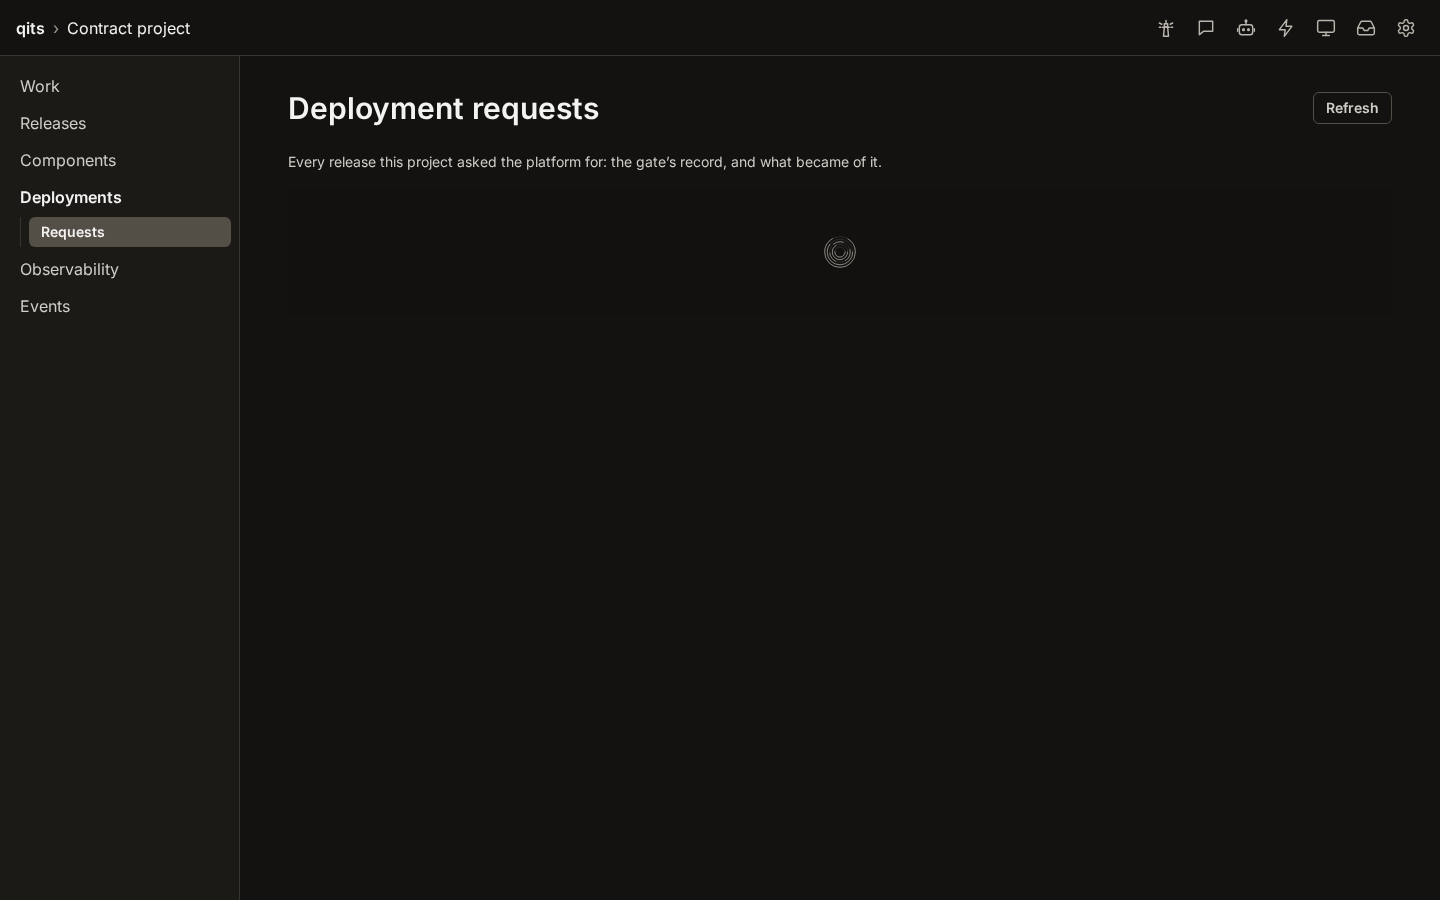 qits › Contract project
Work
Releases
Components
Deployments
Requests
Observability
Events
Deployment requests
Refresh
Every release this project asked the platform for: the gate’s record, and what became of it.